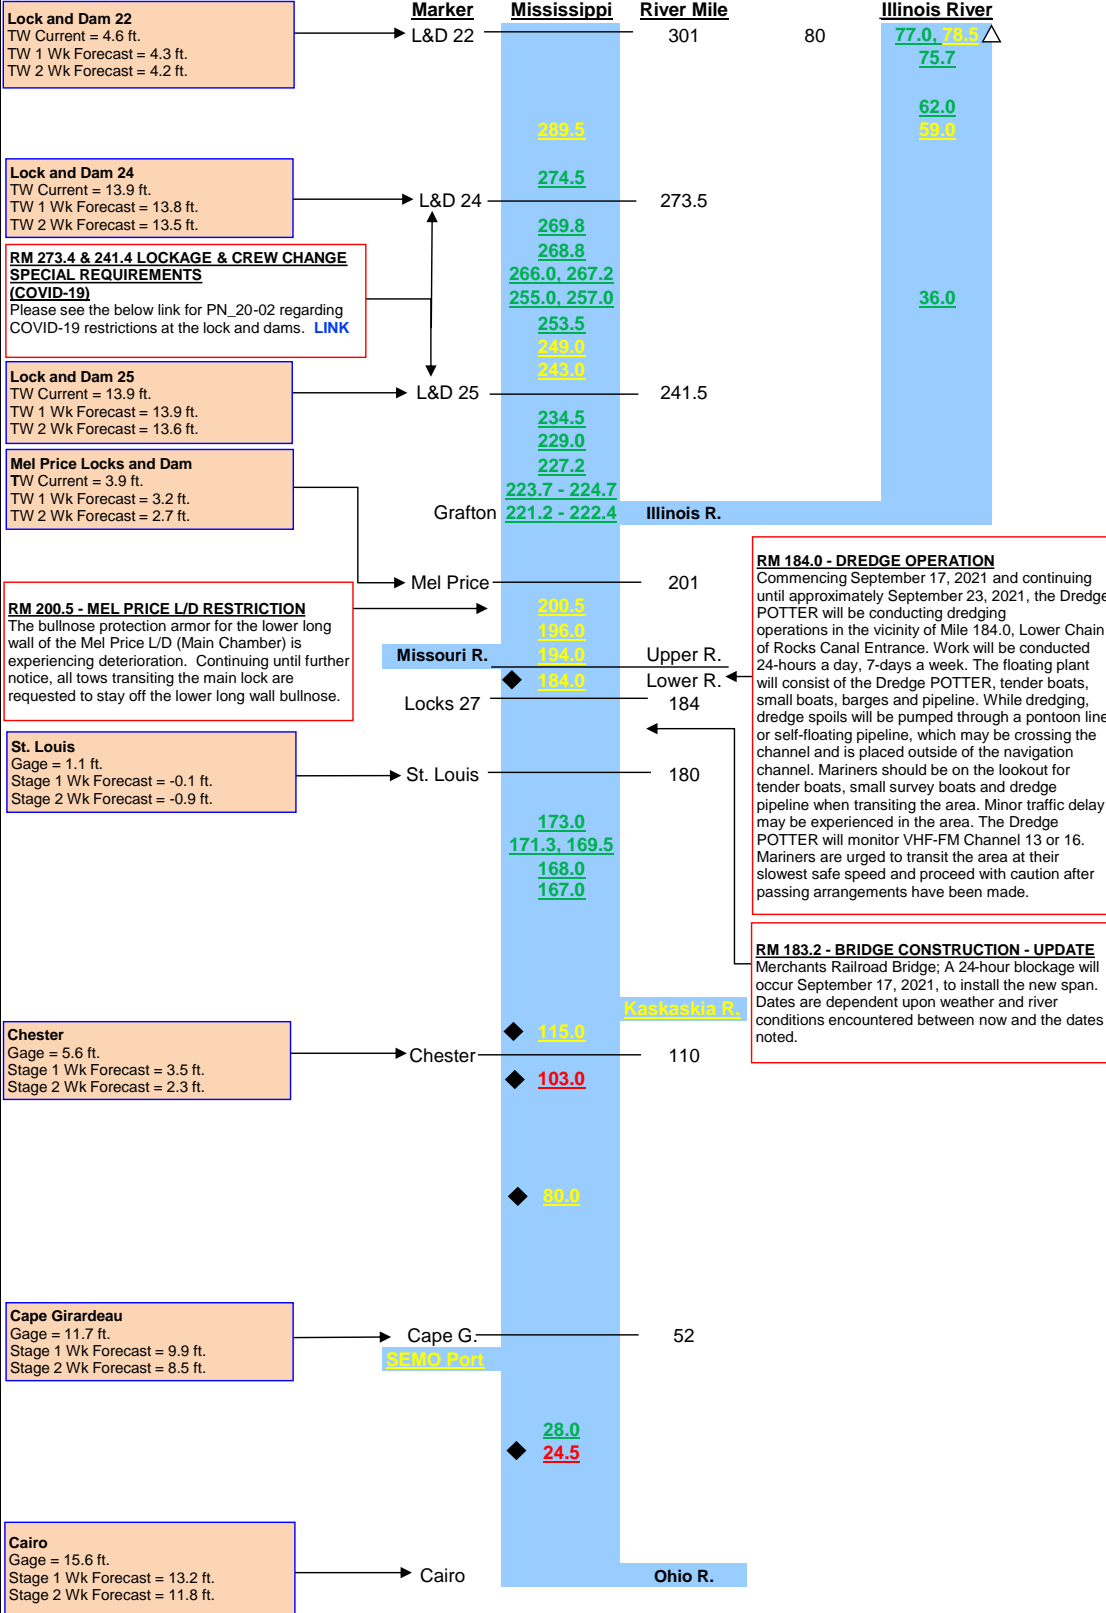 Marker Mississippi River Mile Illinois River
Lock and Dam 22
TW Current = 4.6 ft.
TW 1 Wk Forecast = 4.3 ft.
TW 2 Wk Forecast = 4.2 ft.
L&D 22 301 80 77.0, 78.5
75.7
62.0
59.0
289.5
274.5
Lock and Dam 24
TW Current = 13.9 ft.
TW 1 Wk Forecast = 13.8 ft.
TW 2 Wk Forecast = 13.5 ft.
L&D 24 273.5
269.8
268.8
266.0, 267.2
255.0, 257.0 36.0
253.5
249.0
243.0
RM 273.4 & 241.4 LOCKAGE & CREW CHANGE
SPECIAL REQUIREMENTS
(COVID-19)
Please see the below link for PN_20-02 regarding
COVID-19 restrictions at the lock and dams. LINK
Lock and Dam 25
TW Current = 13.9 ft.
TW 1 Wk Forecast = 13.9 ft.
TW 2 Wk Forecast = 13.6 ft.
L&D 25 241.5
234.5
229.0
227.2
223.7 - 224.7
Grafton 221.2 - 222.4 Illinois R.
Mel Price Locks and Dam
TW Current = 3.9 ft.
TW 1 Wk Forecast = 3.2 ft.
TW 2 Wk Forecast = 2.7 ft.
Mel Price 201
200.5
196.0
Missouri R. 194.0 Upper R.
184.0 Lower R.
Locks 27 184
RM 200.5 - MEL PRICE L/D RESTRICTION
The bullnose protection armor for the lower long
wall of the Mel Price L/D (Main Chamber) is
experiencing deterioration. Continuing until further
notice, all tows transiting the main lock are
requested to stay off the lower long wall bullnose.
RM 184.0 - DREDGE OPERATION
Commencing September 17, 2021 and continuing
until approximately September 23, 2021, the Dredge
POTTER will be conducting dredging
operations in the vicinity of Mile 184.0, Lower Chain
of Rocks Canal Entrance. Work will be conducted
24-hours a day, 7-days a week. The floating plant
will consist of the Dredge POTTER, tender boats,
small boats, barges and pipeline. While dredging,
dredge spoils will be pumped through a pontoon line
or self-floating pipeline, which may be crossing the
channel and is placed outside of the navigation
channel. Mariners should be on the lookout for
tender boats, small survey boats and dredge
pipeline when transiting the area. Minor traffic delay
may be experienced in the area. The Dredge
POTTER will monitor VHF-FM Channel 13 or 16.
Mariners are urged to transit the area at their
slowest safe speed and proceed with caution after
passing arrangements have been made.
St. Louis
Gage = 1.1 ft.
Stage 1 Wk Forecast = -0.1 ft.
Stage 2 Wk Forecast = -0.9 ft.
St. Louis 180
173.0
171.3, 169.5
168.0
167.0
RM 183.2 - BRIDGE CONSTRUCTION - UPDATE
Merchants Railroad Bridge; A 24-hour blockage will
occur September 17, 2021, to install the new span.
Dates are dependent upon weather and river
conditions encountered between now and the dates
noted.
Kaskaskia R.
115.0
Chester
Gage = 5.6 ft.
Stage 1 Wk Forecast = 3.5 ft.
Stage 2 Wk Forecast = 2.3 ft.
Chester 110
103.0
80.0
Cape Girardeau
Gage = 11.7 ft.
Stage 1 Wk Forecast = 9.9 ft.
Stage 2 Wk Forecast = 8.5 ft.
Cape G. 52
SEMO Port
28.0
24.5
Cairo
Gage = 15.6 ft.
Stage 1 Wk Forecast = 13.2 ft.
Stage 2 Wk Forecast = 11.8 ft.
Cairo Ohio R.